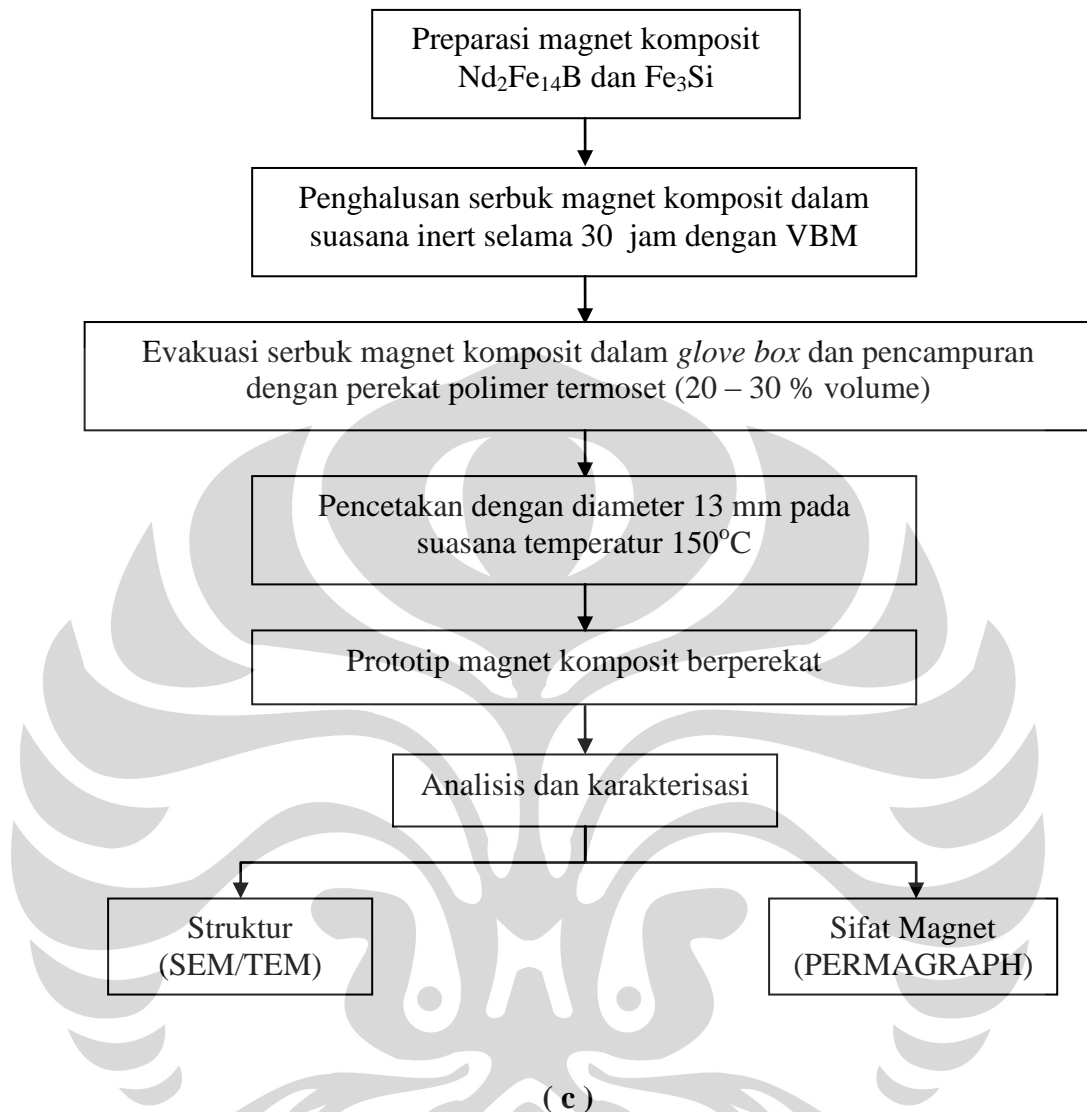 Preparasi magnet komposit
Nd₂Fe₁₄B dan Fe₃Si
Penghalusan serbuk magnet komposit dalam
suasana inert selama 30 jam dengan VBM
Evakuasi serbuk magnet komposit dalam glove box dan pencampuran
dengan perekat polimer termoset (20 – 30 % volume)
Pencetakan dengan diameter 13 mm pada
suasana temperatur 150°C
Prototip magnet komposit berperekat
Analisis dan karakterisasi
Struktur
(SEM/TEM)
Sifat Magnet
(PERMAGRAPH)
( c )